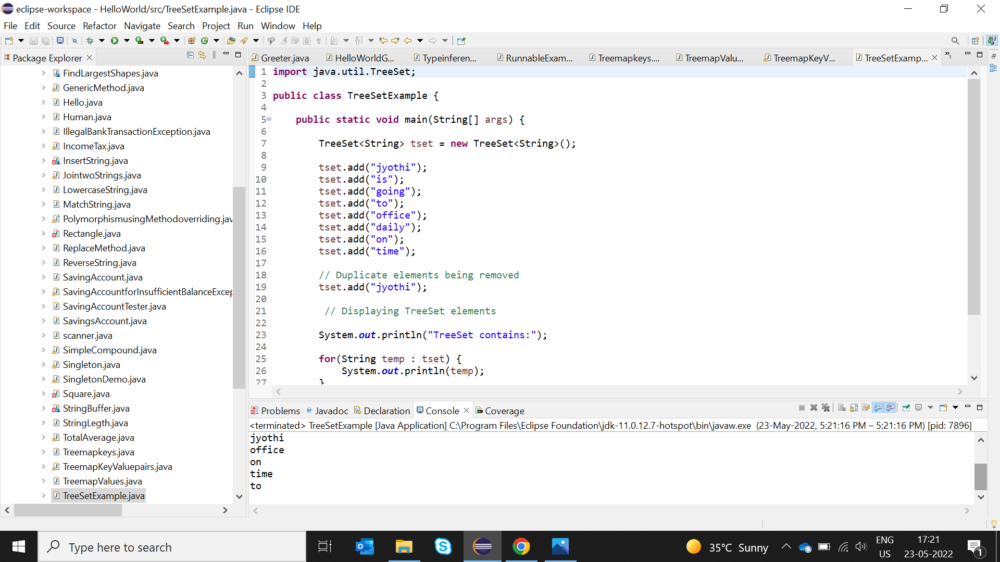 eclipse-workspace - HelloWorld/src/TreeSetExample.java - Eclipse IDE
File Edit Source Refactor Navigate Search Project Run Window Help
Package Explorer
FindLargestShapes.java
GenericMethod.java
Hello.java
Human.java
IllegalBankTransactionException.java
IncomeTax.java
InsertString.java
JointwoStrings.java
LowercaseString.java
MatchString.java
PolymorphismusingMethodoverriding.jav
Rectangle.java
ReplaceMethod.java
ReverseString.java
SavingAccount.java
SavingAccountforInsufficientBalanceExcep
SavingAccountTester.java
SavingsAccount.java
scanner.java
SimpleCompound.java
Singleton.java
SingletonDemo.java
Square.java
StringBuffer.java
StringLegth.java
TotalAverage.java
Treemapkeys.java
TreemapKeyValuepairs.java
TreemapValues.java
TreeSetExample.java
Greeter.java HelloWorldG... Typeinferen... RunnableExam... Treemapkeys.... TreemapValu... TreemapKeyV... TreeSetExamp... »1
1 import java.util.TreeSet;
2
3 public class TreeSetExample {
4
5 public static void main(String[] args) {
6
7 TreeSet<String> tset = new TreeSet<String>();
8
9 tset.add("jyothi");
10 tset.add("is");
11 tset.add("going");
12 tset.add("to");
13 tset.add("office");
14 tset.add("daily");
15 tset.add("on");
16 tset.add("time");
17
18 // Duplicate elements being removed
19 tset.add("jyothi");
20
21 // Displaying TreeSet elements
22
23 System.out.println("TreeSet contains:");
24
25 for(String temp : tset) {
26 System.out.println(temp);
27 }
Problems @ Javadoc Declaration Console Coverage
<terminated> TreeSetExample [Java Application] C:\Program Files\Eclipse Foundation\jdk-11.0.12.7-hotspot\bin\javaw.exe (23-May-2022, 5:21:16 PM – 5:21:16 PM) [pid: 7896]
jyothi
office
on
time
to
Type here to search
35°C Sunny
ENG
US
17:21
23-05-2022
1